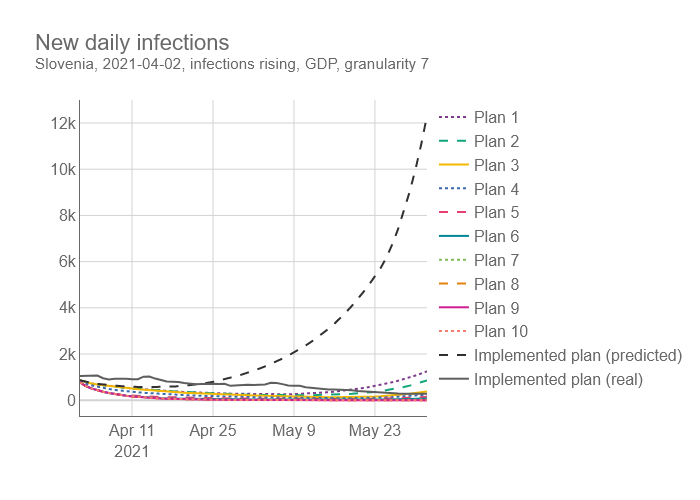 New daily infections
Slovenia, 2021-04-02, infections rising, GDP, granularity 7
12k
10k
8k
6k
4k
2k
0
Apr 11
2021
Apr 25
May 9
May 23
Plan 1
Plan 2
Plan 3
Plan 4
Plan 5
Plan 6
Plan 7
Plan 8
Plan 9
Plan 10
Implemented plan (predicted)
Implemented plan (real)